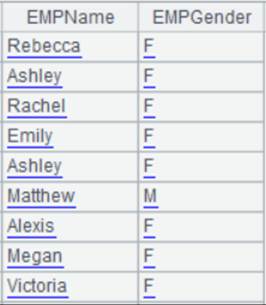 EMPName EMPGender
Rebecca F
Ashley F
Rachel F
Emily F
Ashley F
Matthew M
Alexis F
Megan F
Victoria F